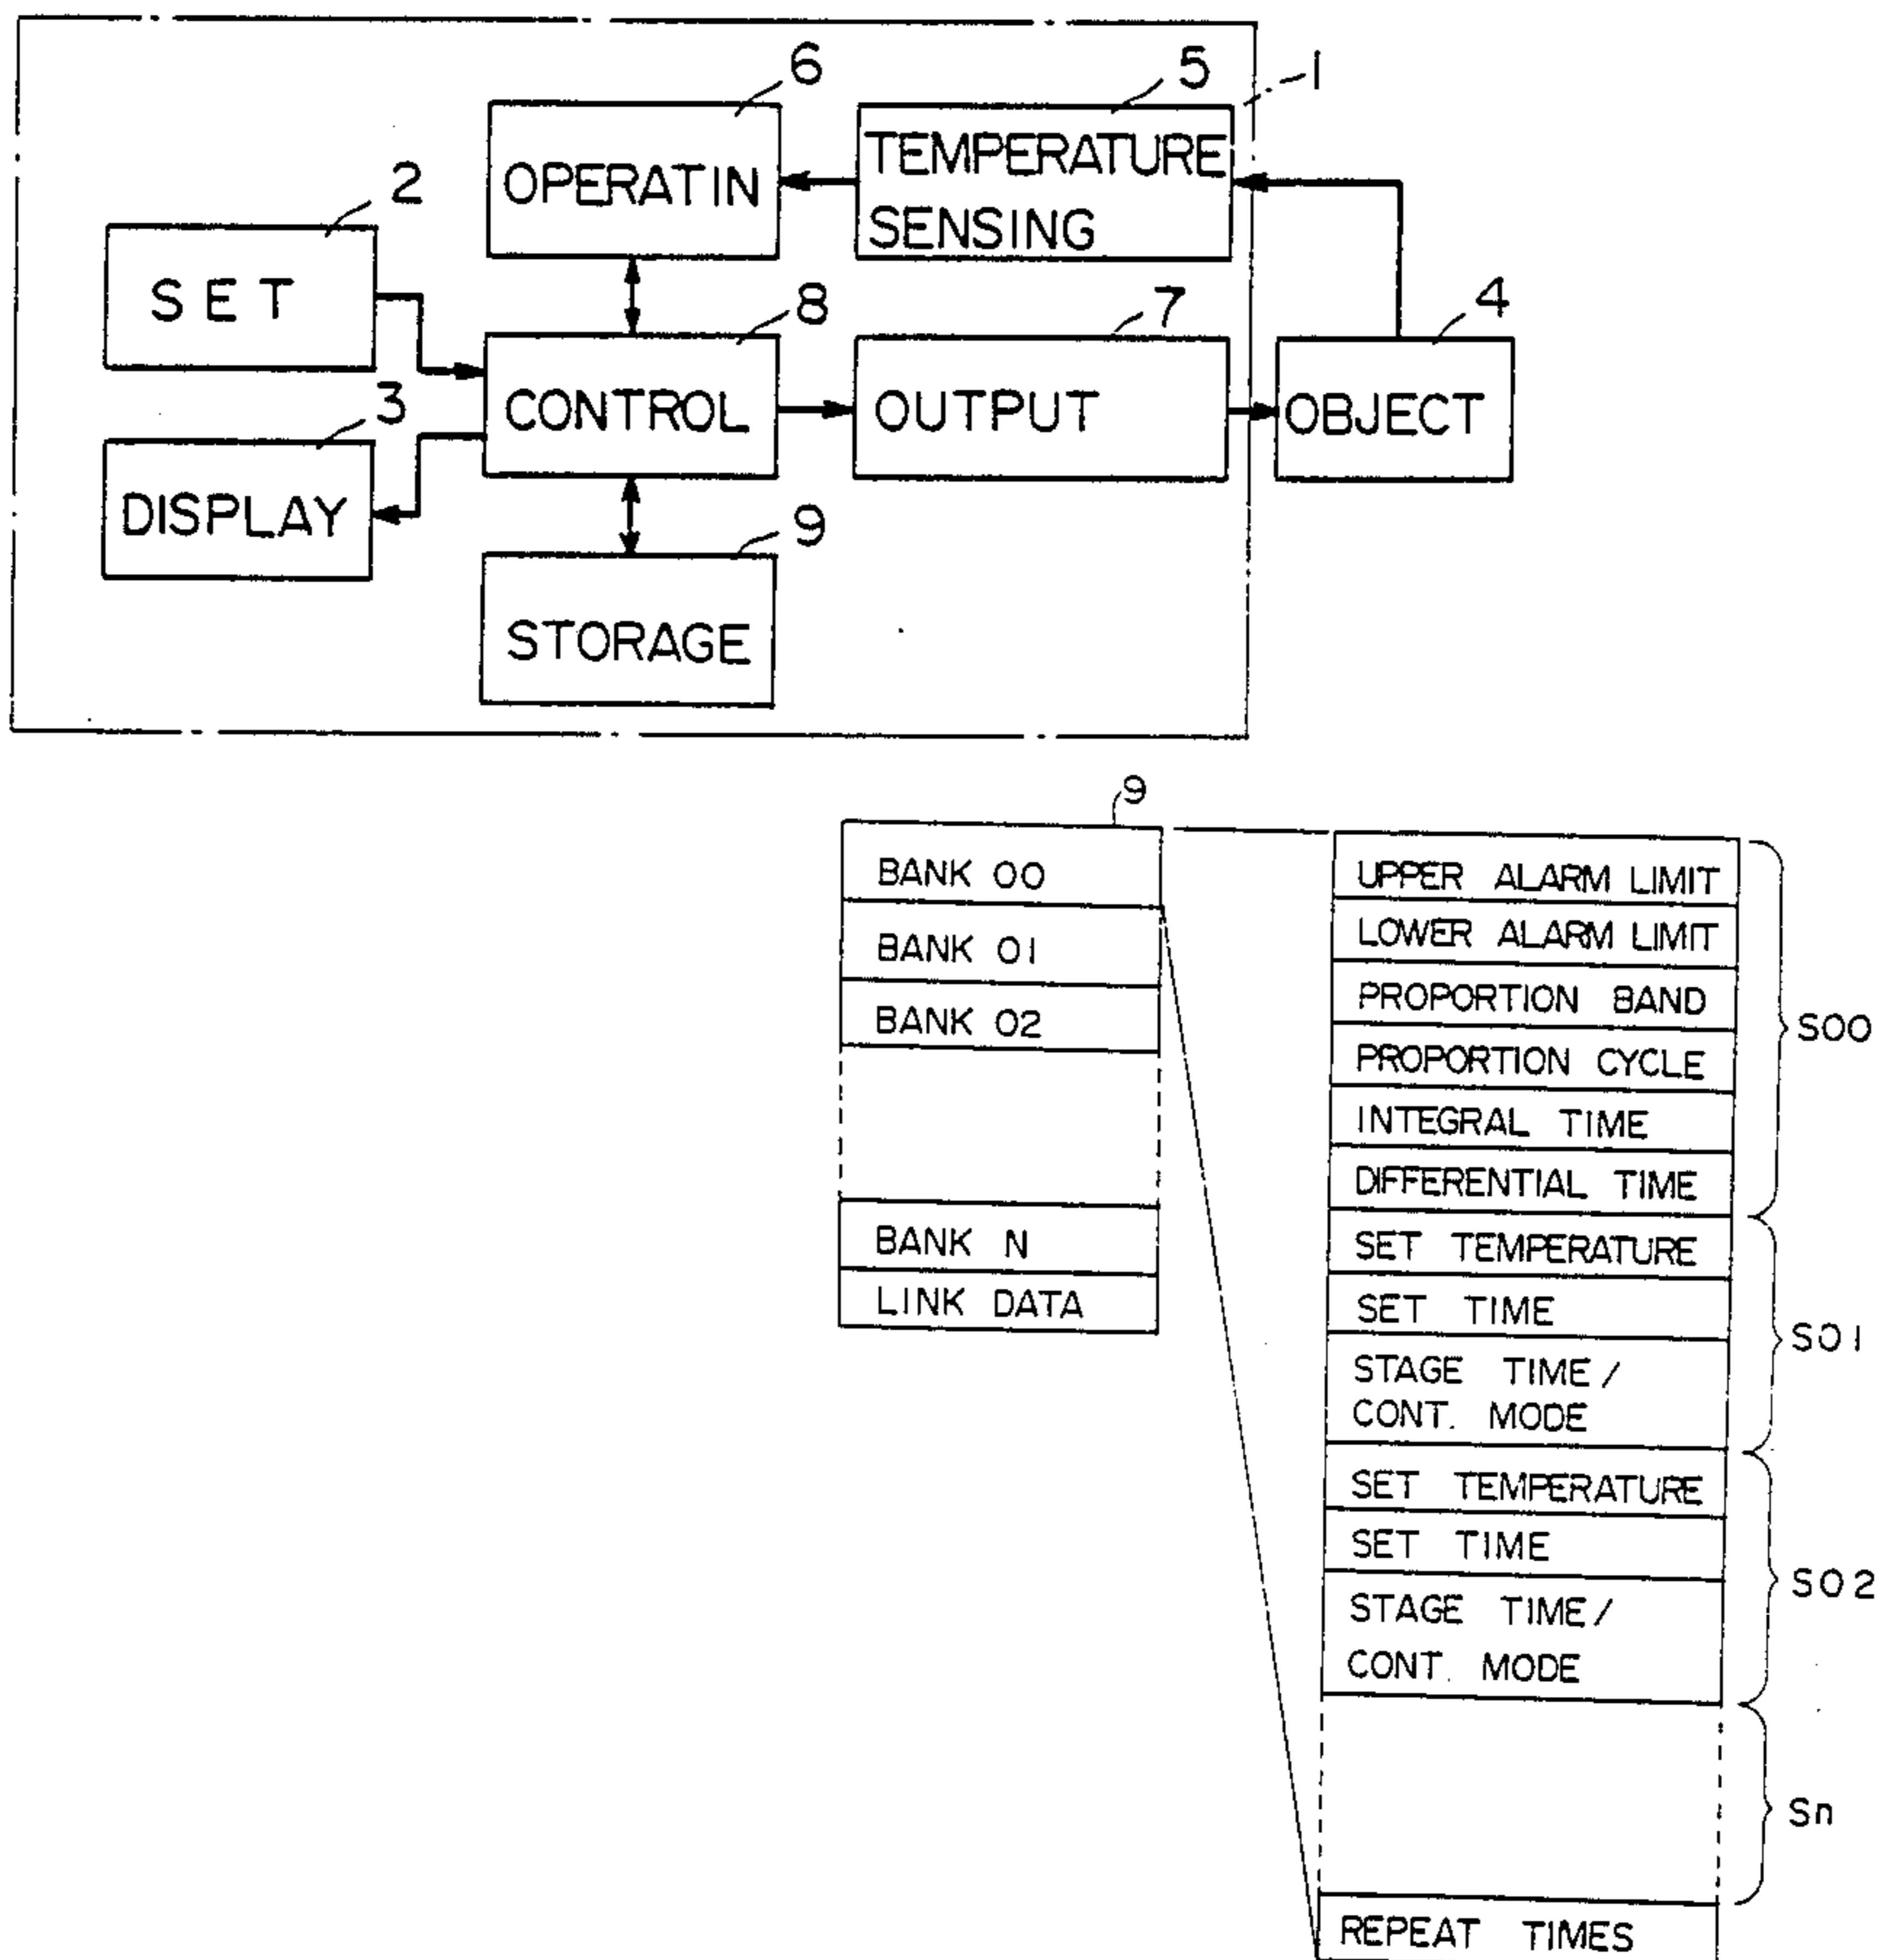 6
5
1
OPERATIN
TEMPERATURE
SENSING
2
SET
8
7
4
CONTROL
OUTPUT
OBJECT
3
DISPLAY
9
STORAGE
9
BANK 00
BANK 01
BANK 02
BANK N
LINK DATA
UPPER ALARM LIMIT
LOWER ALARM LIMIT
PROPORTION BAND
PROPORTION CYCLE
INTEGRAL TIME
DIFFERENTIAL TIME
S00
SET TEMPERATURE
SET TIME
STAGE TIME /
CONT. MODE
S01
SET TEMPERATURE
SET TIME
STAGE TIME /
CONT. MODE
S02
Sn
REPEAT TIMES